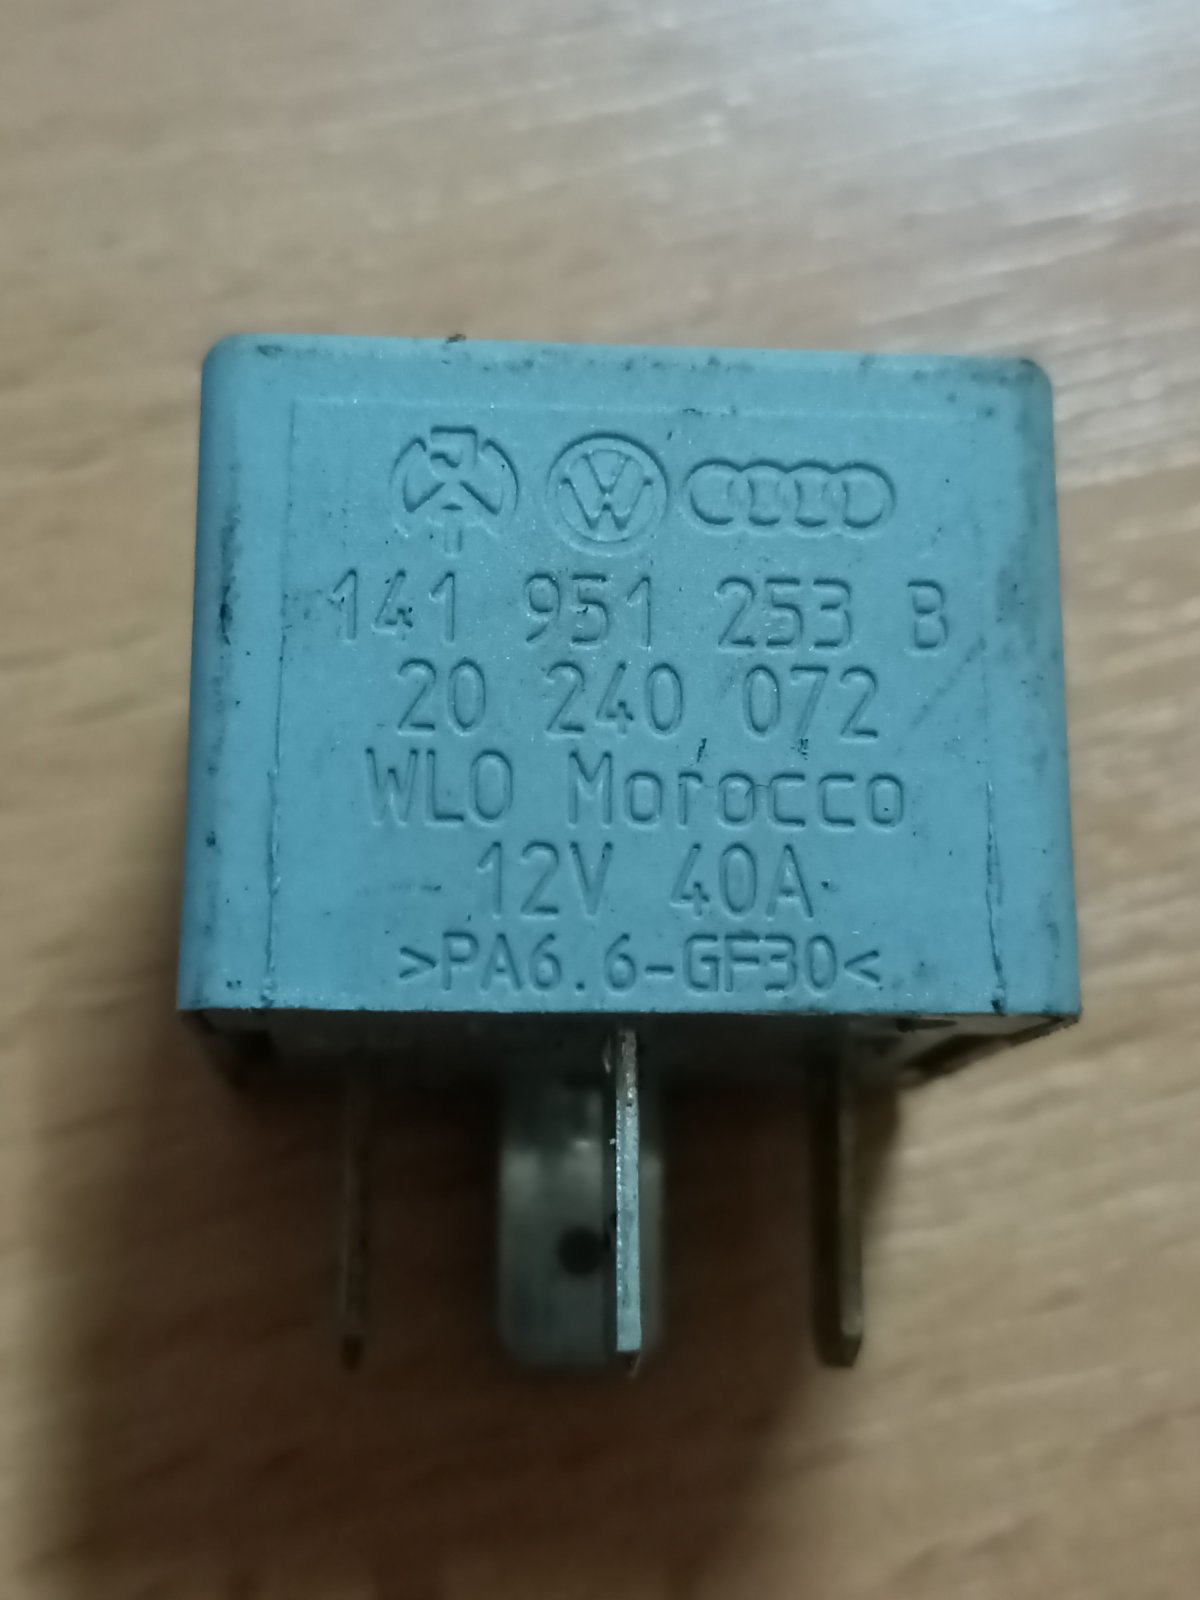 141 951 253 B
20 240 072
WLO Morocco
12V 40A
>PA6.6-GF30<